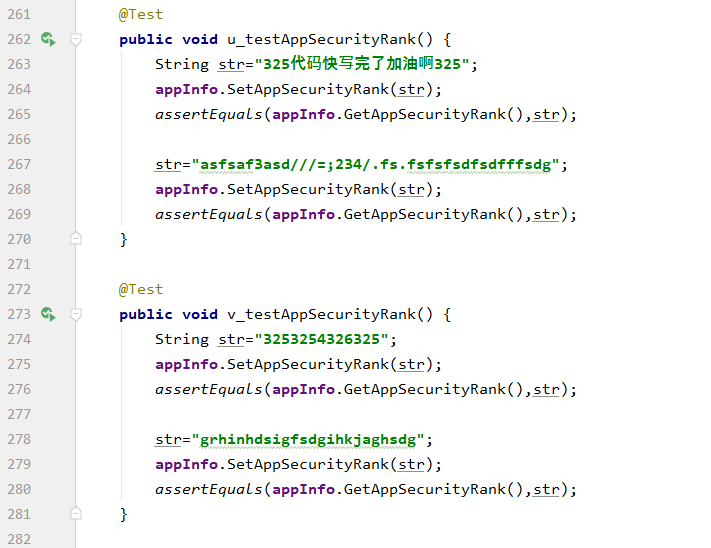 261 @Test
262 public void u_testAppSecurityRank() {
263 String str="325代码快写完了加油啊325";
264 appInfo.SetAppSecurityRank(str);
265 assertEquals(appInfo.GetAppSecurityRank(),str);
266
267 str="asfsaf3asd///=;234/.fs.fsfsfsdfsdfffsdg";
268 appInfo.SetAppSecurityRank(str);
269 assertEquals(appInfo.GetAppSecurityRank(),str);
270 }
271
272 @Test
273 public void v_testAppSecurityRank() {
274 String str="3253254326325";
275 appInfo.SetAppSecurityRank(str);
276 assertEquals(appInfo.GetAppSecurityRank(),str);
277
278 str="grhinhdsigfsdgihkjaghsdg";
279 appInfo.SetAppSecurityRank(str);
280 assertEquals(appInfo.GetAppSecurityRank(),str);
281 }
282